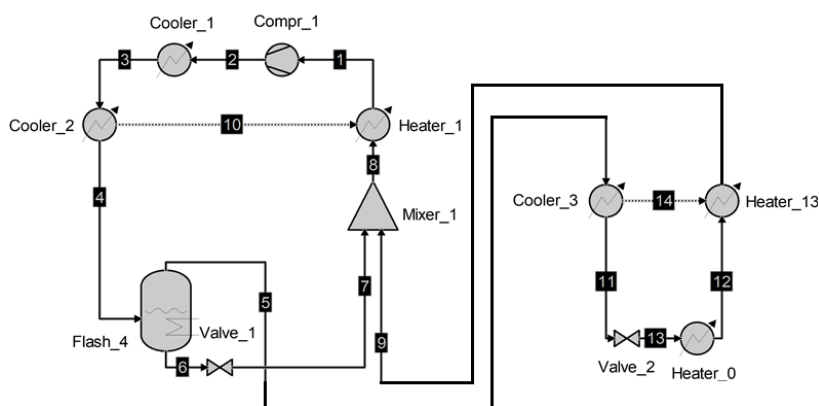 Cooler_1
Compr_1
3
2
1
Cooler_2
10
Heater_1
8
4
Mixer_1
Cooler_3
14
Heater_13
7
5
9
11
12
Flash_4
Valve_1
6
13
Valve_2
Heater_0